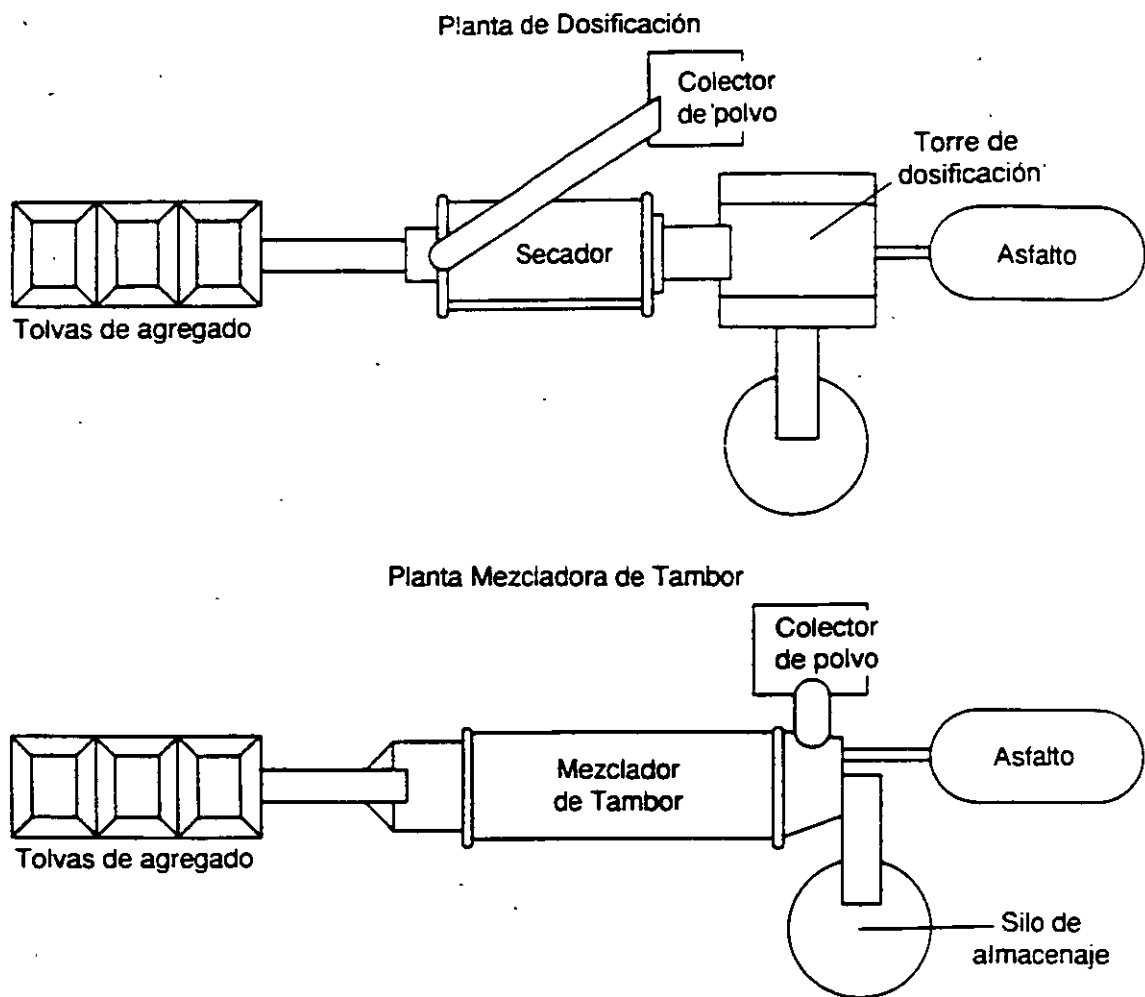 Planta de Dosificación
Colector
de polvo
Torre de
dosificación
Secador
Asfalto
Tolvas de agregado
Planta Mezcladora de Tambor
Colector
de polvo
Mezclador
de Tambor
Asfalto
Tolvas de agregado
Silo de
almacenaje